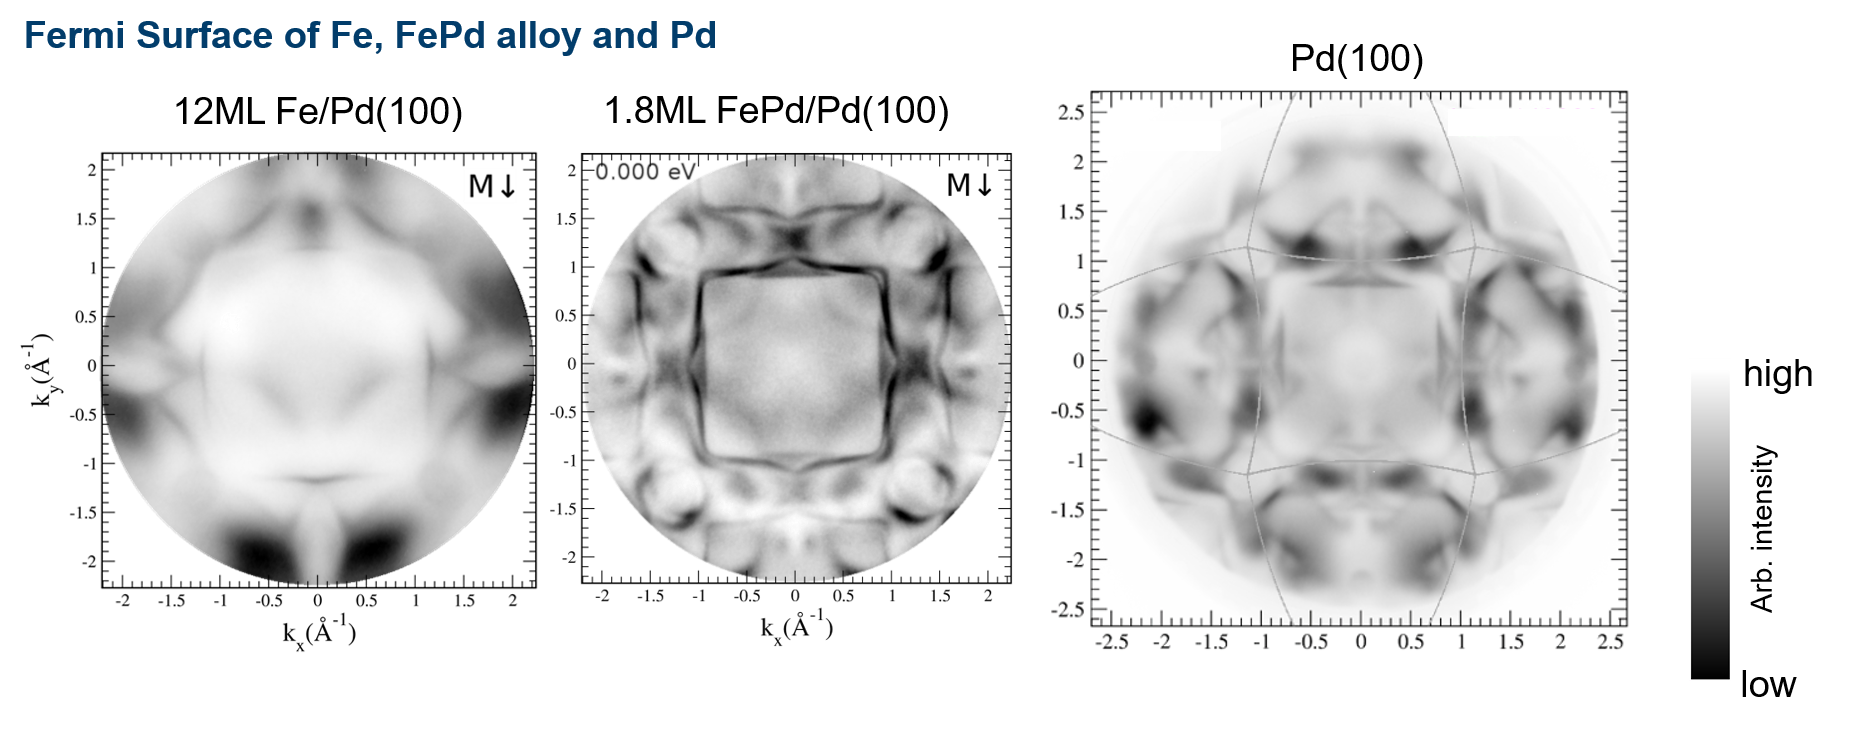 Fermi Surface of Fe, FePd alloy and Pd
12ML Fe/Pd(100)
1.8ML FePd/Pd(100)
Pd(100)
M↓
2
1.5
1
0.5
0
-0.5
-1
-1.5
-2
k_y(Å⁻¹)
-2 -1.5 -1 -0.5 0 0.5 1 1.5 2
k_x(Å⁻¹)
0.000 eV
M↓
2
1.5
1
0.5
0
-0.5
-1
-1.5
-2
-2 -1.5 -1 -0.5 0 0.5 1 1.5 2
k_x(Å⁻¹)
2.5
2
1.5
1
0.5
0
-0.5
-1
-1.5
-2
-2.5
-2.5 -2 -1.5 -1 -0.5 0 0.5 1 1.5 2 2.5
high
Arb. intensity
low